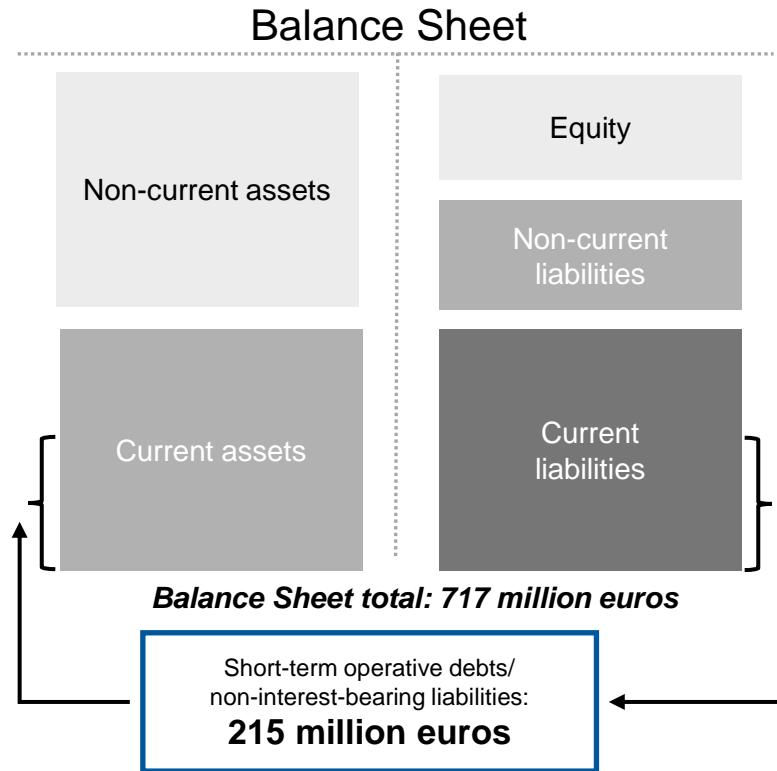 Balance Sheet
Non-current assets
Equity
Non-current
liabilities
Current assets
Current
liabilities
Balance Sheet total: 717 million euros
Short-term operative debts/
non-interest-bearing liabilities:
215 million euros